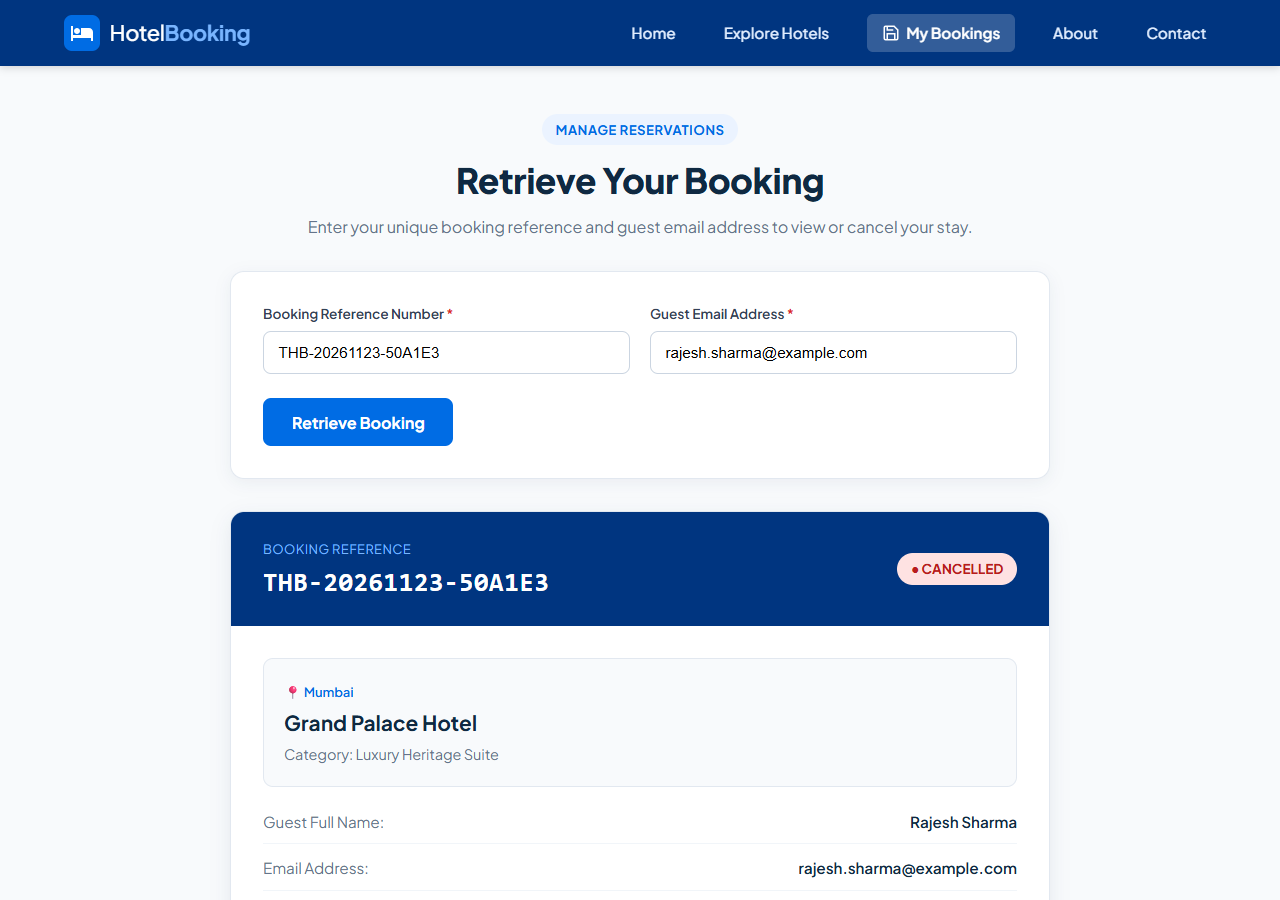 HotelBooking
Home
Explore Hotels
My Bookings
About
Contact
MANAGE RESERVATIONS
Retrieve Your Booking
Enter your unique booking reference and guest email address to view or cancel your stay.
Booking Reference Number *
Guest Email Address *
THB-20261123-50A1E3
rajesh.sharma@example.com
Retrieve Booking
BOOKING REFERENCE
THB-20261123-50A1E3
● CANCELLED
📍 Mumbai
Grand Palace Hotel
Category: Luxury Heritage Suite
Guest Full Name:
Rajesh Sharma
Email Address:
rajesh.sharma@example.com